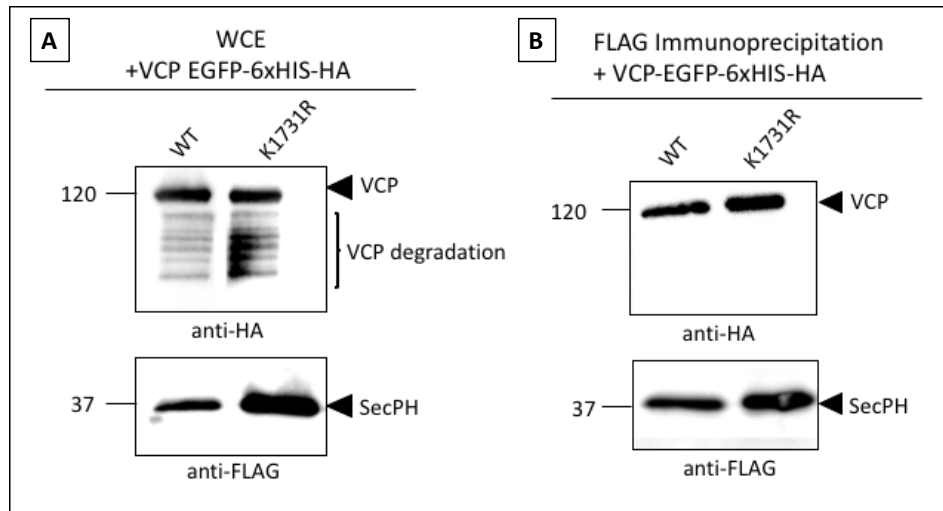 A
WCE
+VCP EGFP-6xHIS-HA
WT
K1731R
120
VCP
VCP degradation
anti-HA
37
SecPH
anti-FLAG
B
FLAG Immunoprecipitation
+ VCP-EGFP-6xHIS-HA
WT
K1731R
120
VCP
anti-HA
37
SecPH
anti-FLAG